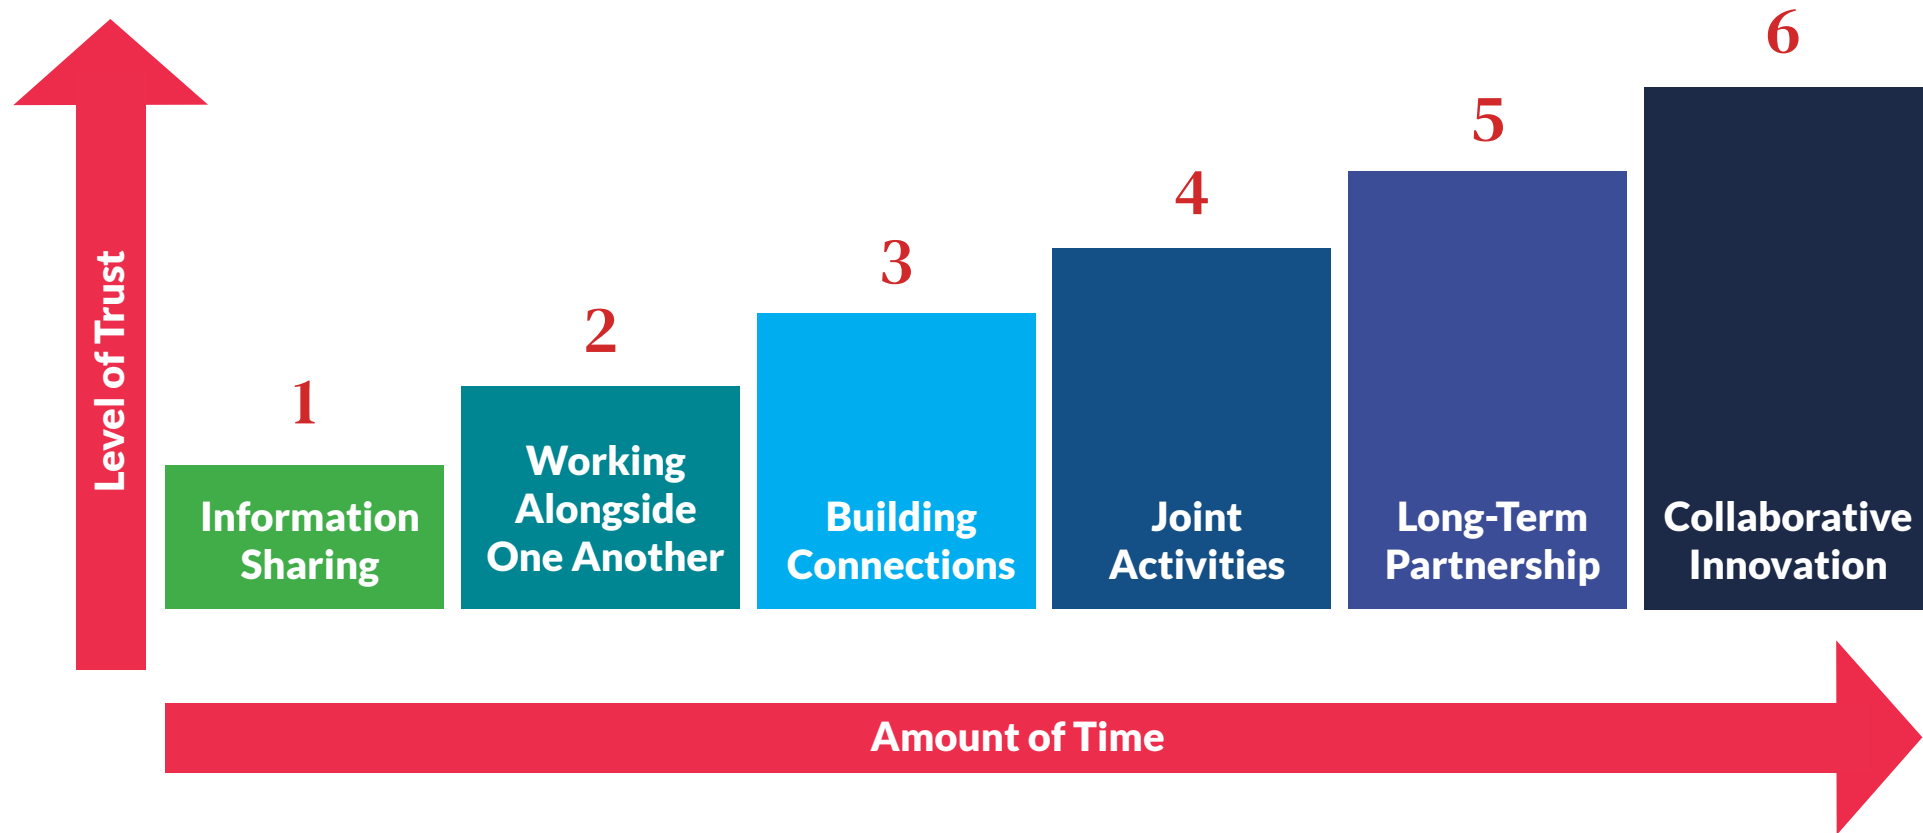 6
5
4
3
2
1
Level of Trust
Information
Sharing
Working
Alongside
One Another
Building
Connections
Joint
Activities
Long-Term
Partnership
Collaborative
Innovation
Amount of Time